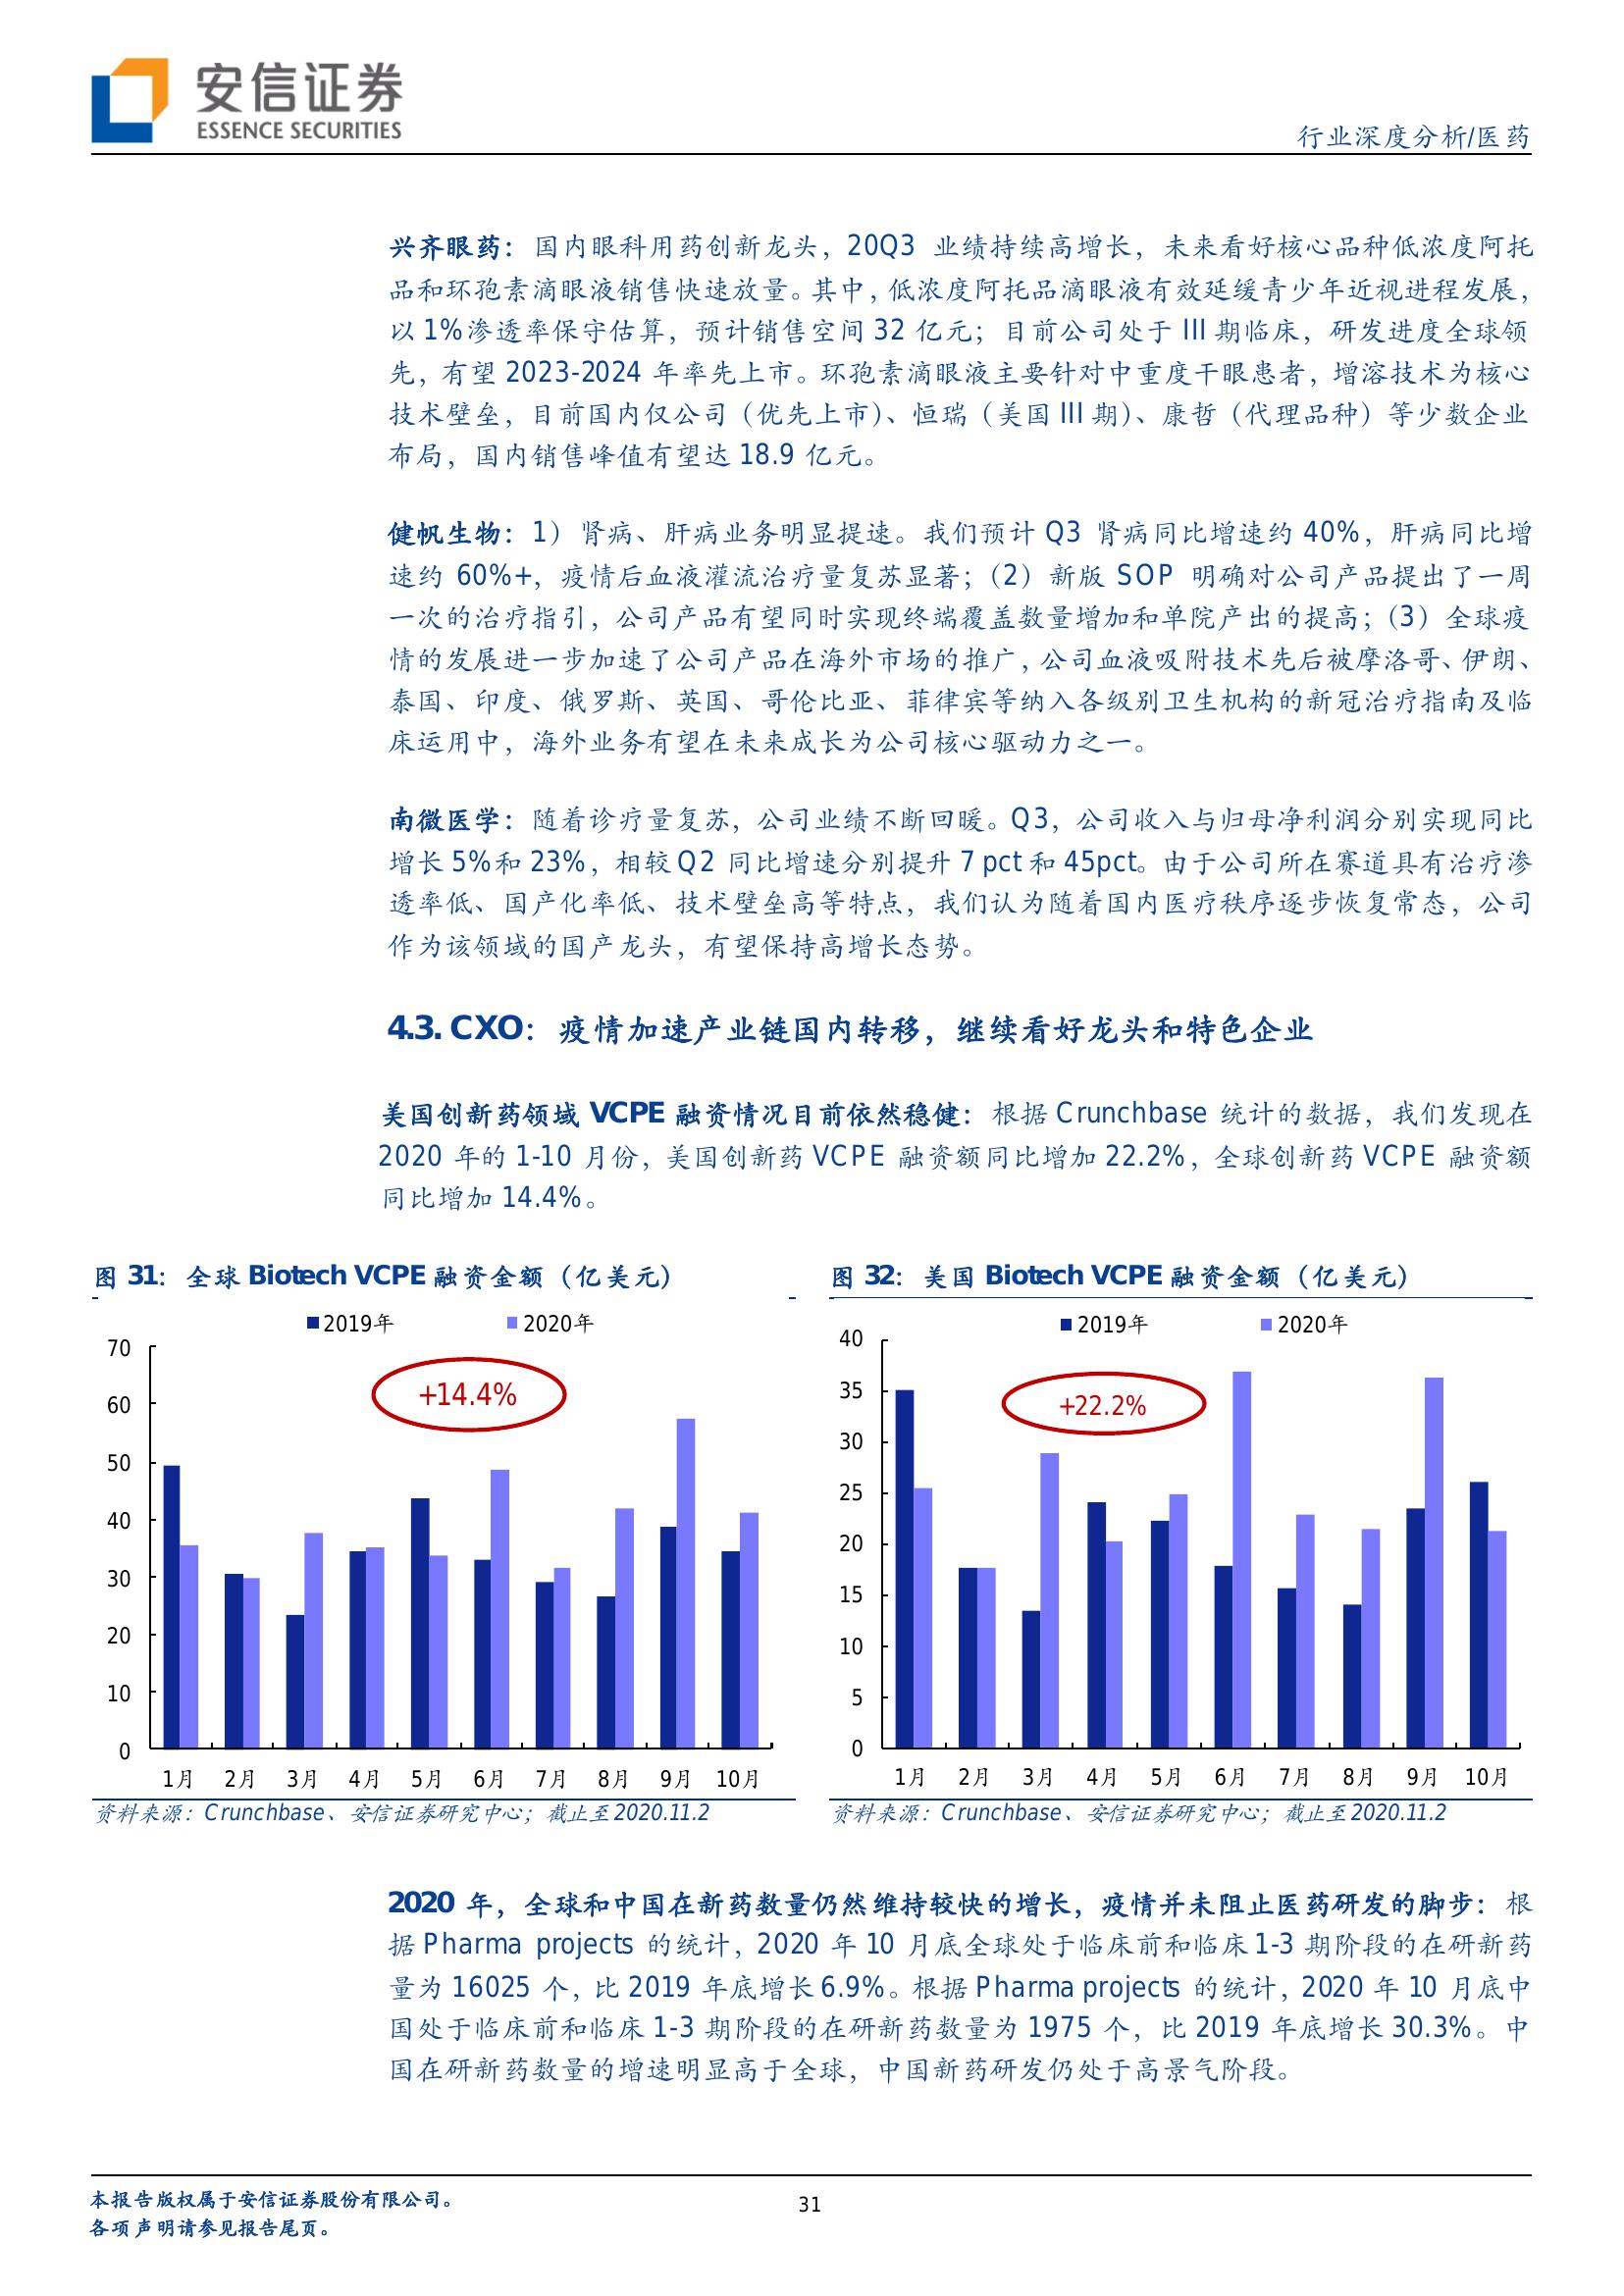 安信证券
ESSENCE SECURITIES
行业深度分析/医药
兴齐眼药：国内眼科用药创新龙头，20Q3 业绩持续高增长，未来看好核心品种低浓度阿托
品和环孢素滴眼液销售快速放量。其中，低浓度阿托品滴眼液有效延缓青少年近视进程发展，
以 1%渗透率保守估算，预计销售空间 32 亿元；目前公司处于 III 期临床，研发进度全球领
先，有望 2023-2024 年率先上市。环孢素滴眼液主要针对中重度干眼患者，增溶技术为核心
技术壁垒，目前国内仅公司（优先上市）、恒瑞（美国 III 期）、康哲（代理品种）等少数企业
布局，国内销售峰值有望达 18.9 亿元。
健帆生物：1）肾病、肝病业务明显提速。我们预计 Q3 肾病同比增速约 40%，肝病同比增
速约 60%+，疫情后血液灌流治疗量复苏显著；（2）新版 SOP 明确对公司产品提出了一周
一次的治疗指引，公司产品有望同时实现终端覆盖数量增加和单院产出的提高；（3）全球疫
情的发展进一步加速了公司产品在海外市场的推广，公司血液吸附技术先后被摩洛哥、伊朗、
泰国、印度、俄罗斯、英国、哥伦比亚、菲律宾等纳入各级别卫生机构的新冠治疗指南及临
床运用中，海外业务有望在未来成长为公司核心驱动力之一。
南微医学：随着诊疗量复苏，公司业绩不断回暖。Q3，公司收入与归母净利润分别实现同比
增长 5%和 23%，相较 Q2 同比增速分别提升 7 pct 和 45pct。由于公司所在赛道具有治疗渗
透率低、国产化率低、技术壁垒高等特点，我们认为随着国内医疗秩序逐步恢复常态，公司
作为该领域的国产龙头，有望保持高增长态势。
4.3. CXO：疫情加速产业链国内转移，继续看好龙头和特色企业
美国创新药领域 VCPE 融资情况目前依然稳健：根据 Crunchbase 统计的数据，我们发现在
2020 年的 1-10 月份，美国创新药 VCPE 融资额同比增加 22.2%，全球创新药 VCPE 融资额
同比增加 14.4%。
图 31：全球 Biotech VCPE 融资金额（亿美元）
2019年 2020年
70
60
50
40
30
20
10
0
+14.4%
1月 2月 3月 4月 5月 6月 7月 8月 9月 10月
资料来源：Crunchbase、安信证券研究中心；截止至2020.11.2
图 32：美国 Biotech VCPE 融资金额（亿美元）
2019年 2020年
40
35
30
25
20
15
10
5
0
+22.2%
1月 2月 3月 4月 5月 6月 7月 8月 9月 10月
资料来源：Crunchbase、安信证券研究中心；截止至2020.11.2
2020 年，全球和中国在新药数量仍然维持较快的增长，疫情并未阻止医药研发的脚步：根
据 Pharma projects 的统计，2020 年 10 月底全球处于临床前和临床 1-3 期阶段的在研新药
量为 16025 个，比 2019 年底增长 6.9%。根据 Pharma projects 的统计，2020 年 10 月底中
国处于临床前和临床 1-3 期阶段的在研新药数量为 1975 个，比 2019 年底增长 30.3%。中
国在研新药数量的增速明显高于全球，中国新药研发仍处于高景气阶段。
本报告版权属于安信证券股份有限公司。
各项声明请参见报告尾页。
31